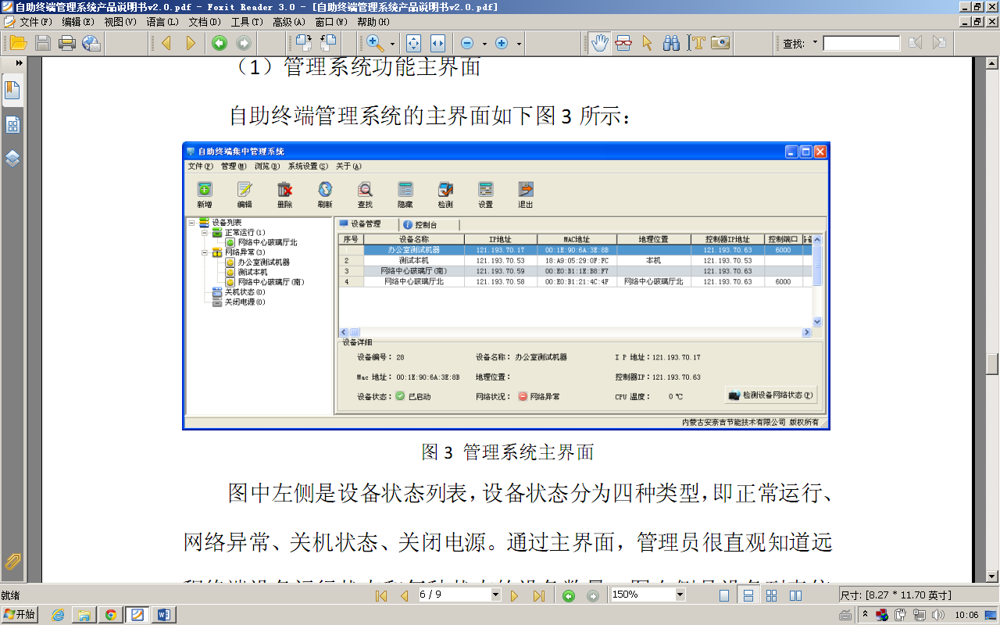 自助终端管理系统产品说明书v2.0.pdf - Foxit Reader 3.0 - [自助终端管理系统产品说明书v2.0.pdf]
文件(F) 编辑(E) 视图(V) 语言(L) 文档(D) 工具(T) 高级(A) 窗口(W) 帮助(H)
查找:
（1）管理系统功能主界面
自助终端管理系统的主界面如下图 3 所示：
自助终端集中管理系统
文件(F) 管理(M) 浏览(B) 系统设置(S) 关于(A)
新增 编辑 删除 刷新 查找 隐藏 检测 设置 退出
设备列表
正常运行(1)
网络中心玻璃厅北
网络异常(3)
办公室测试机器
测试本机
网络中心玻璃厅(南)
关机状态(0)
关闭电源(0)
设备管理 控制台
序号 设备名称 IP地址 MAC地址 地理位置 控制器IP地址 控制端口
1 办公室测试机器 121.193.70.17 00:1E:90:6A:3E:8B 121.193.70.63 6000
2 测试本机 121.193.70.53 18:A9:05:29:0F:FC 本机 121.193.70.63
3 网络中心玻璃厅(南) 121.193.70.59 00:E0:B1:1E:B8:F7 121.193.70.63
4 网络中心玻璃厅北 121.193.70.58 00:E0:B1:21:4C:4F 网络中心玻璃厅北 121.193.70.63 6000
设备详细
设备编号: 28 设备名称: 办公室测试机器 I P 地址:121.193.70.17
Mac 地址: 00:1E:90:6A:3E:8B 地理位置: 控制器IP:121.193.70.63
设备状态: 已启动 网络状况: 网络异常 CPU 温度: 0 ℃ 检测设备网络状态(P)
内蒙古安奈吉节能技术有限公司 版权所有
图 3 管理系统主界面
图中左侧是设备状态列表，设备状态分为四种类型，即正常运行、
网络异常、关机状态、关闭电源。通过主界面，管理员很直观知道远
就绪 6 / 9 150% 尺寸: [8.27 * 11.70 英寸]
开始 10:06